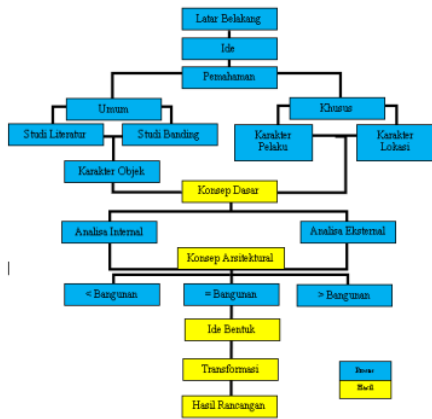 Latar Belakang
Ide
Pemahaman
Umum
Khusus
Studi Literatur
Studi Banding
Karakter
Pelaku
Karakter
Lokasi
Karakter Objek
Konsep Dasar
Analisa Internal
Analisa Eksternal
Konsep Arsitektural
< Bangunan
= Bangunan
> Bangunan
Ide Bentuk
Transformasi
Hasil Rancangan
Hasil